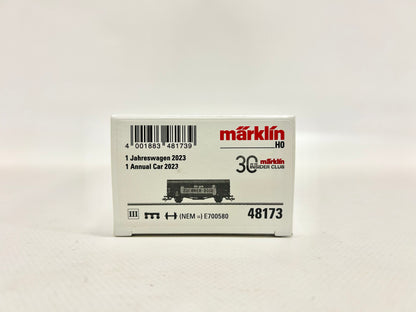 4 001883 481739
märklin
H0
1 Jahreswagen 2023
1 Annual Car 2023
30 märklin
INSIDER CLUB
III
(NEM =) E700580
48173